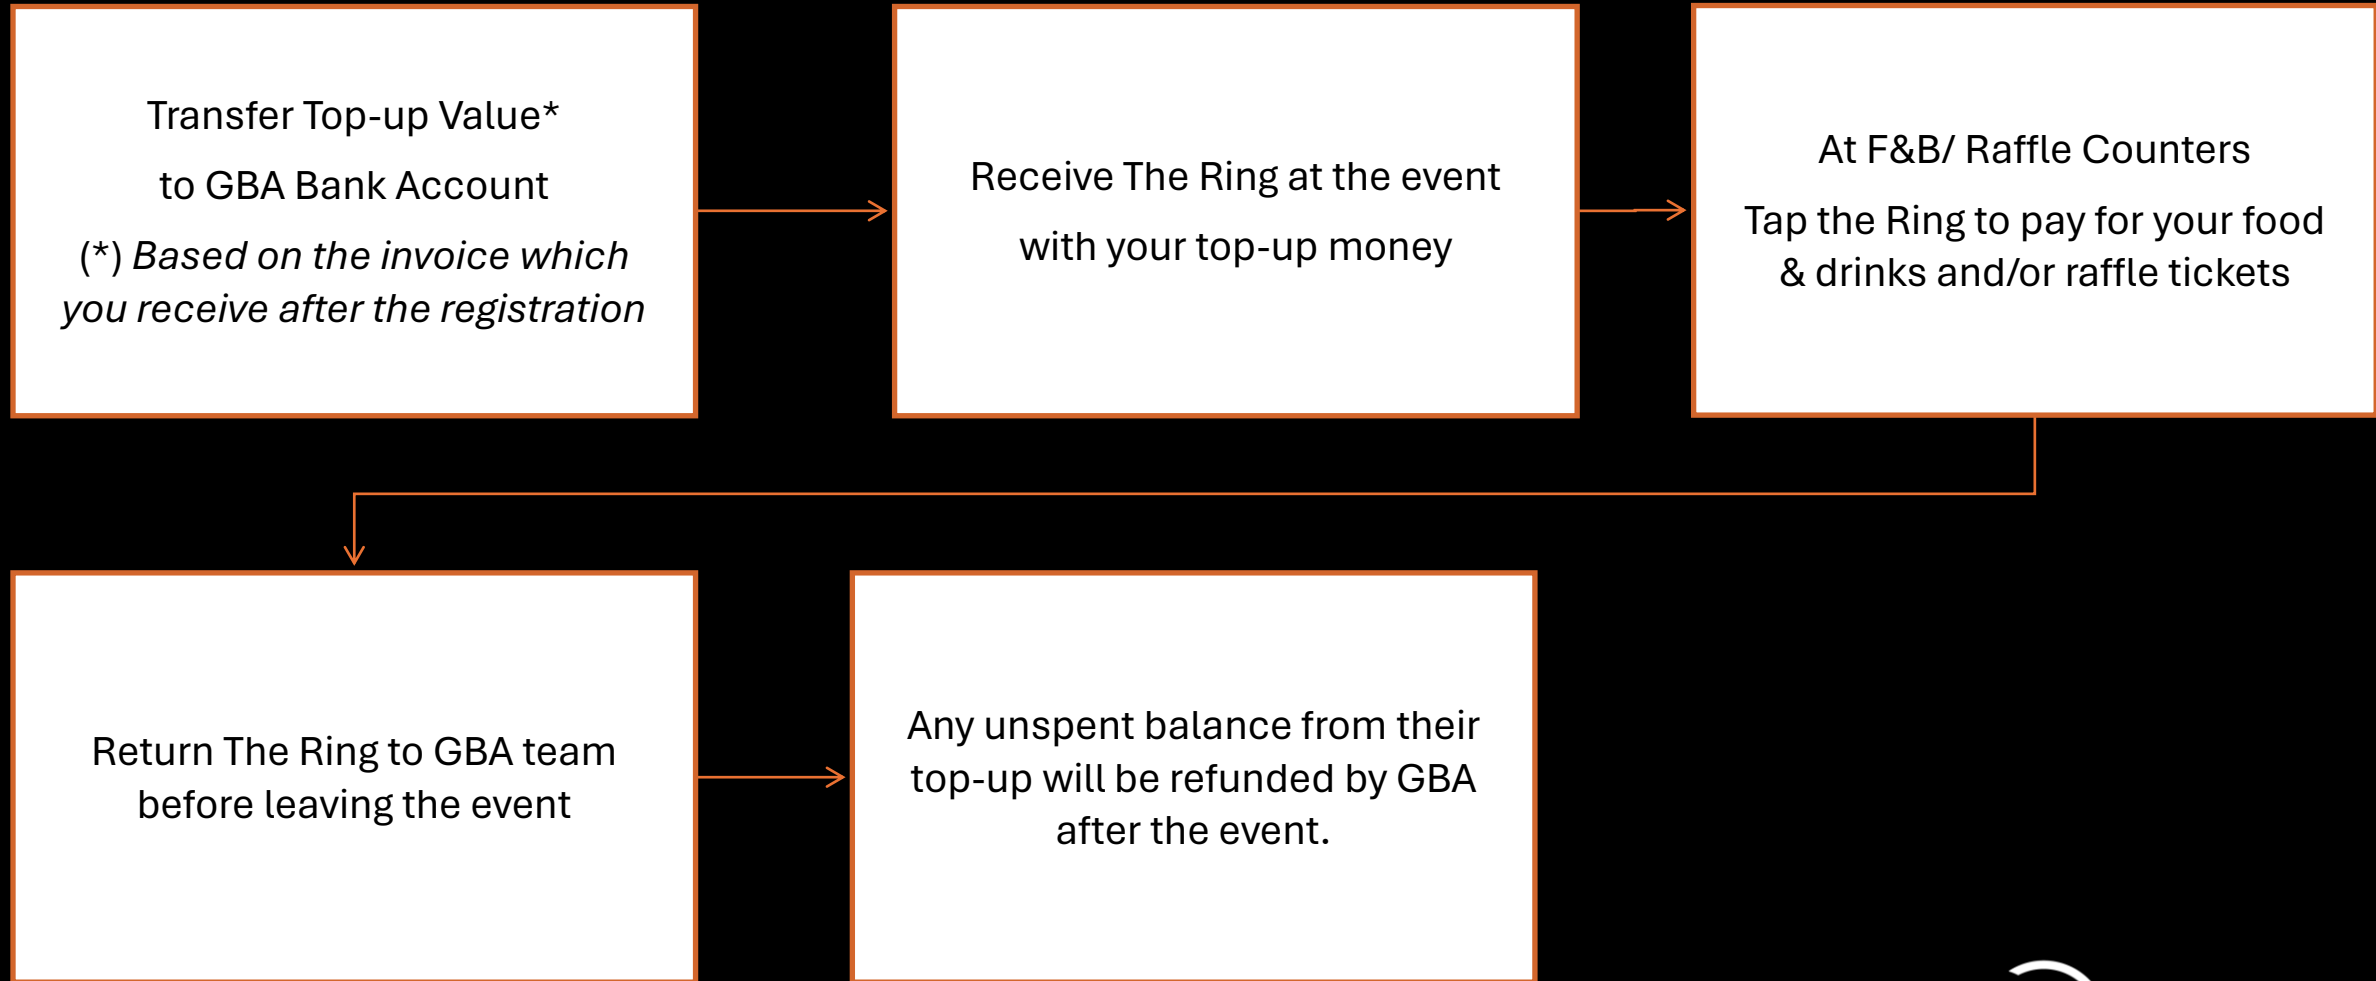 Transfer Top-up Value*
to GBA Bank Account
(*) Based on the invoice which
you receive after the registration
Receive The Ring at the event
with your top-up money
At F&B/ Raffle Counters
Tap the Ring to pay for your food
& drinks and/or raffle tickets
Return The Ring to GBA team
before leaving the event
Any unspent balance from their
top-up will be refunded by GBA
after the event.